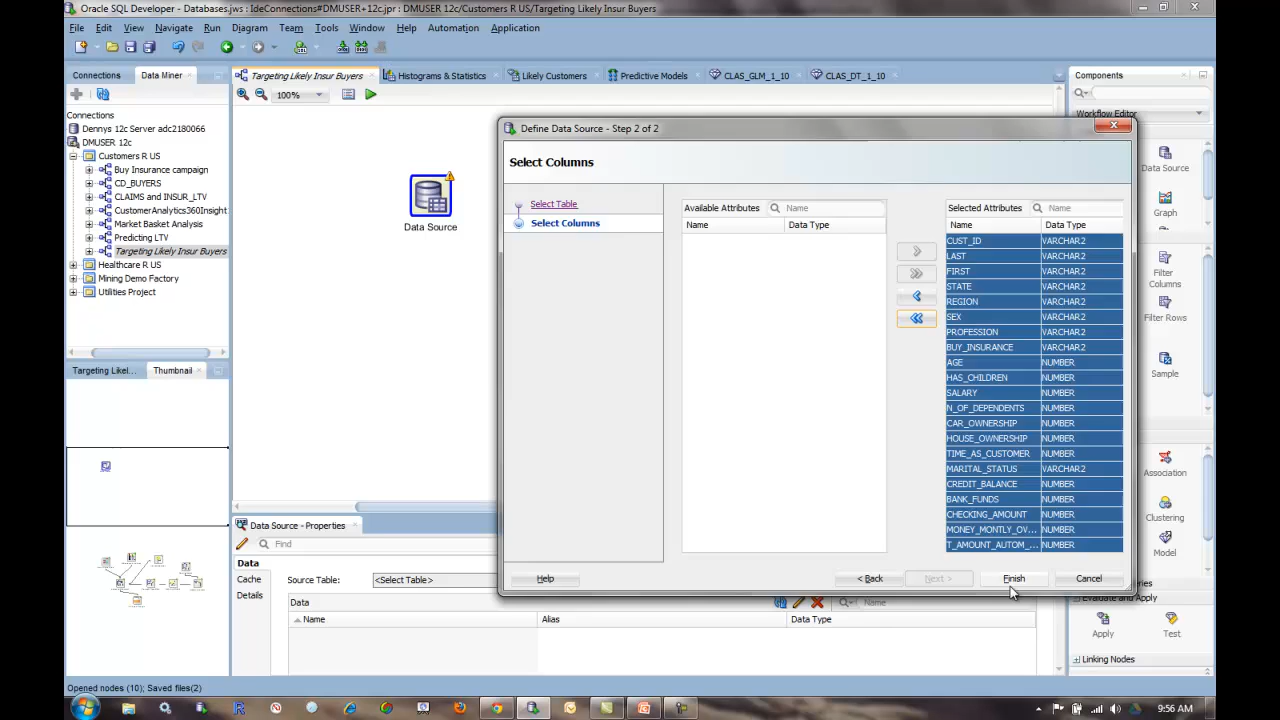 Oracle SQL Developer - Databases.jws : IdeConnections#DMUSER+12c.jpr : DMUSER 12c/Customers R US/Targeting Likely Insur Buyers
File Edit View Navigate Run Diagram Team Tools Window Help Automation Application
Connections Data Miner
Targeting Likely Insur Buyers Histograms & Statistics Likely Customers Predictive Models CLAS_GLM_1_10 CLAS_DT_1_10
Components
100%
Workflow Editor
Connections
Dennys 12c Server adc2180066
DMUSER 12c
Customers R US
Buy Insurance campaign
CD_BUYERS
CLAIMS and INSUR_LTV
CustomerAnalytics360Insight
Market Basket Analysis
Predicting LTV
Targeting Likely Insur Buyers
Healthcare R US
Mining Demo Factory
Utilities Project
Targeting Likel... Thumbnail
Data Source
Define Data Source - Step 2 of 2
Select Columns
Select Table
Select Columns
Available Attributes Name
Name Data Type
Selected Attributes Name
Name Data Type
CUST_ID VARCHAR2
LAST VARCHAR2
FIRST VARCHAR2
STATE VARCHAR2
REGION VARCHAR2
SEX VARCHAR2
PROFESSION VARCHAR2
BUY_INSURANCE VARCHAR2
AGE NUMBER
HAS_CHILDREN NUMBER
SALARY NUMBER
N_OF_DEPENDENTS NUMBER
CAR_OWNERSHIP NUMBER
HOUSE_OWNERSHIP NUMBER
TIME_AS_CUSTOMER NUMBER
MARITAL_STATUS VARCHAR2
CREDIT_BALANCE NUMBER
BANK_FUNDS NUMBER
CHECKING_AMOUNT NUMBER
MONEY_MONTLY_OV... NUMBER
T_AMOUNT_AUTOM_... NUMBER
Help < Back Next > Finish Cancel
Data Source
Graph
Filter Columns
Filter Rows
Sample
Association
Clustering
Model
Evaluate and Apply
Apply Test
Linking Nodes
Data Source - Properties
Find
Data
Cache
Details
Source Table: <Select Table>
Data Name
Name Alias Data Type
Opened nodes (10); Saved files(2)
9:56 AM